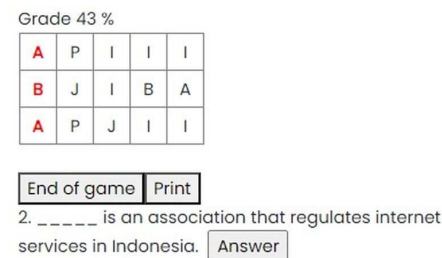 Grade 43 %
A P I I I
B J I B A
A P J I I
End of game Print
2. _____ is an association that regulates internet
services in Indonesia. Answer